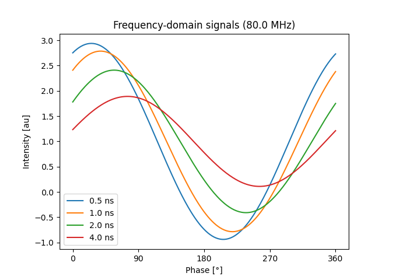 Frequency-domain signals (80.0 MHz)
3.0
2.5
2.0
1.5
1.0
0.5
0.0
−0.5
−1.0
Intensity [au]
0.5 ns
1.0 ns
2.0 ns
4.0 ns
0 90 180 270 360
Phase [°]